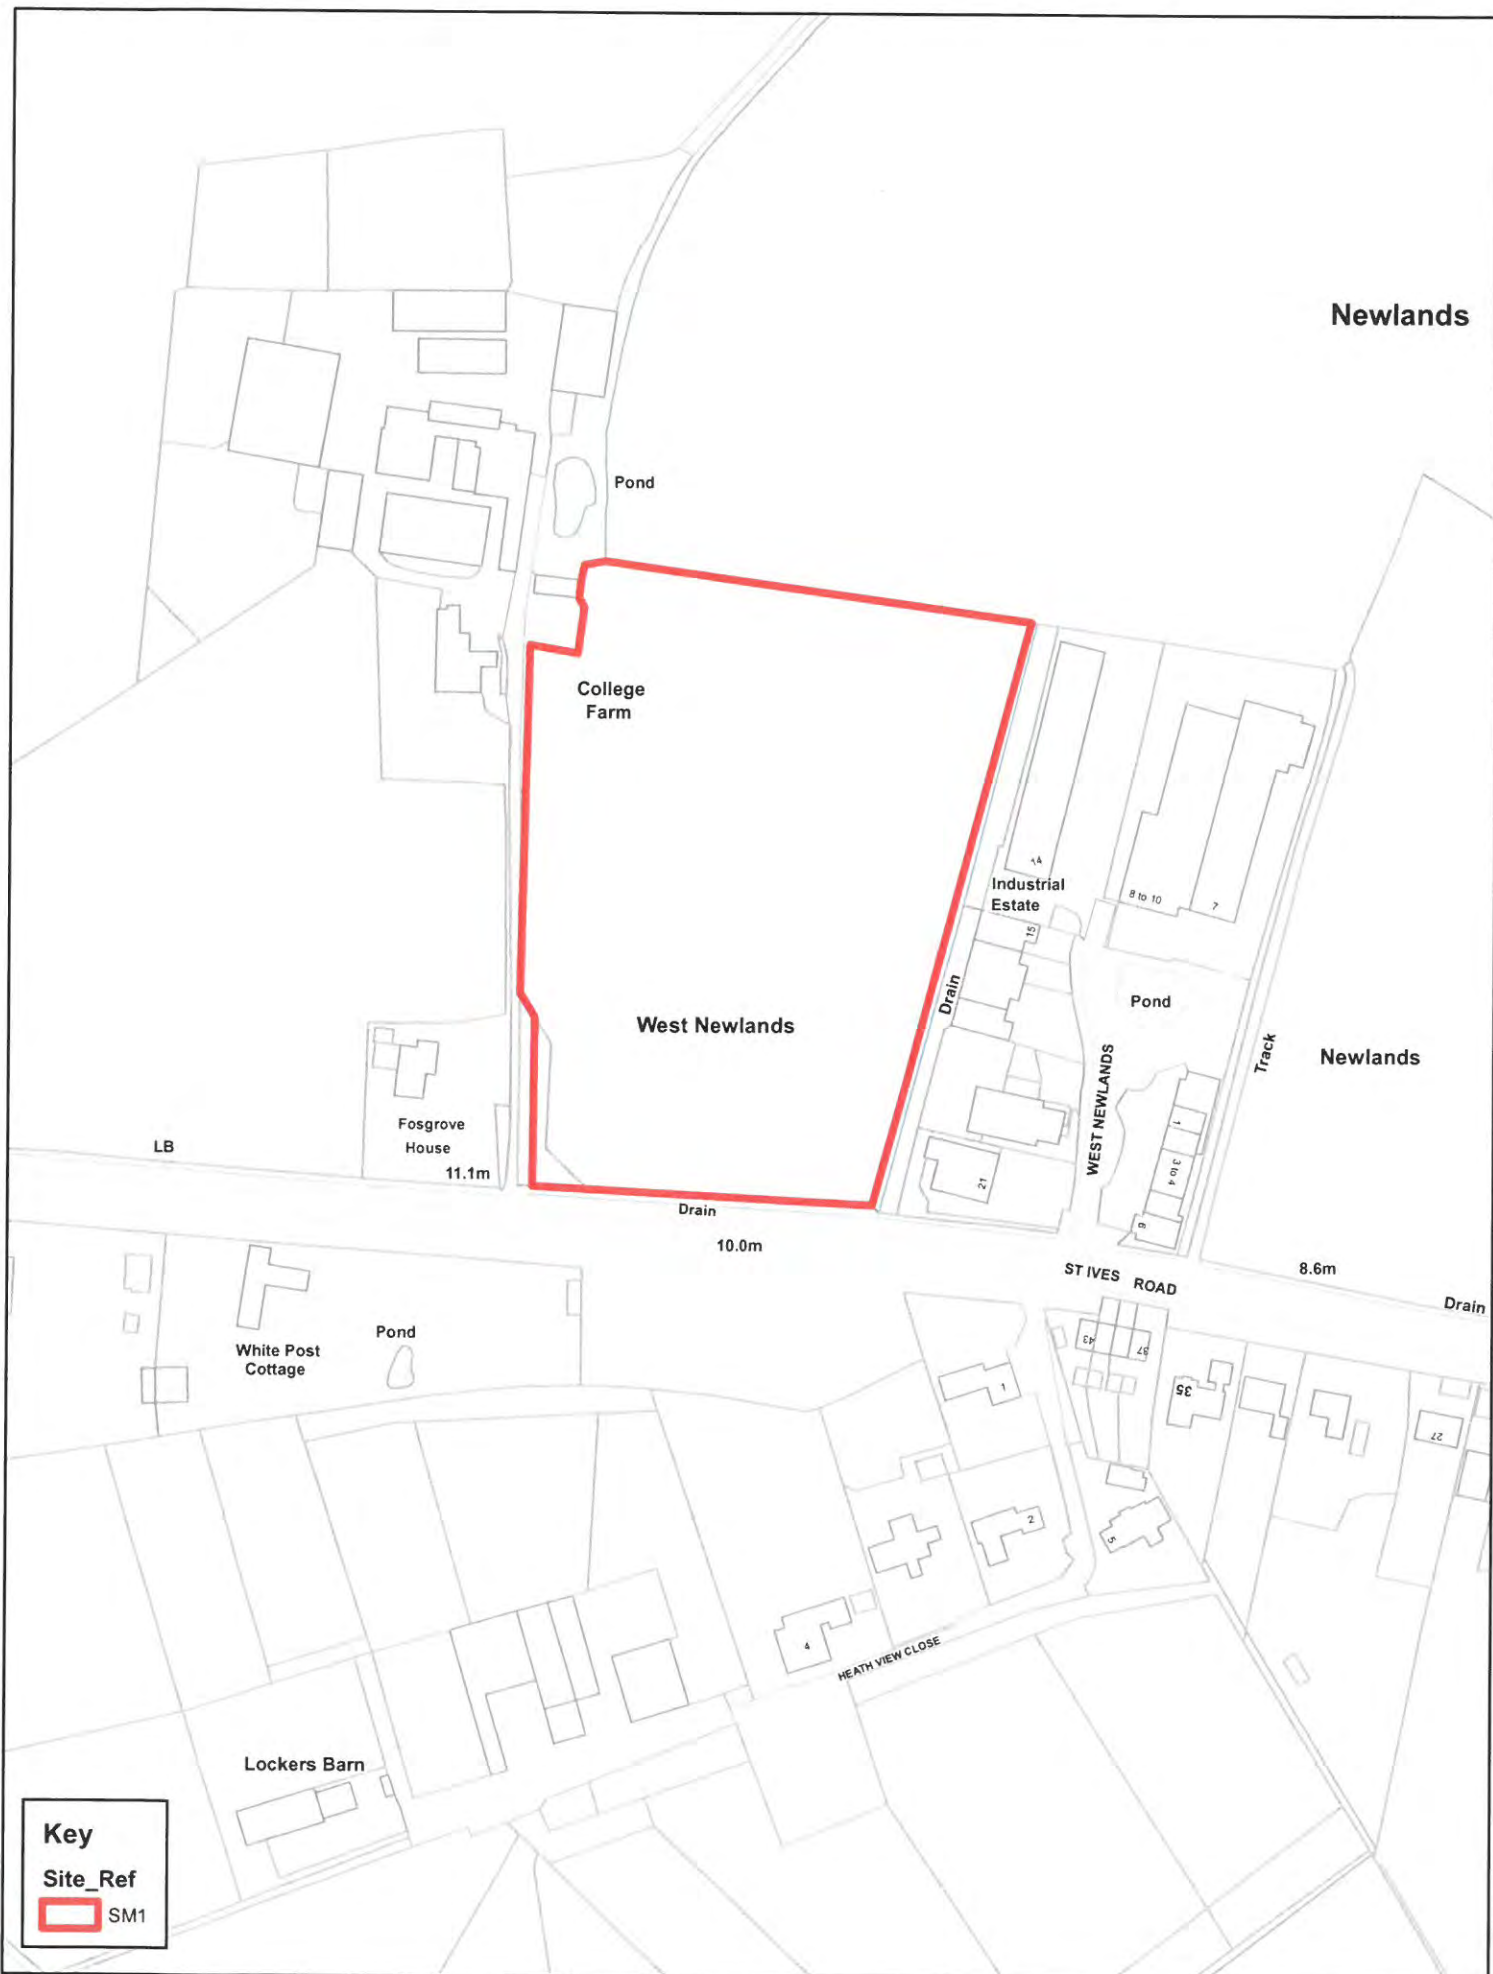 Newlands
Pond
College
Farm
14
Industrial
Estate
8 to 10
7
15
Drain
Pond
West Newlands
Track
Newlands
WEST NEWLANDS
Fosgrove
House
LB
11.1m
1
3 to 4
21
6
Drain
10.0m
ST IVES ROAD
8.6m
Drain
White Post
Cottage
Pond
43
37
35
27
1
2
5
4
HEATH VIEW CLOSE
Lockers Barn
Key
Site_Ref
SM1